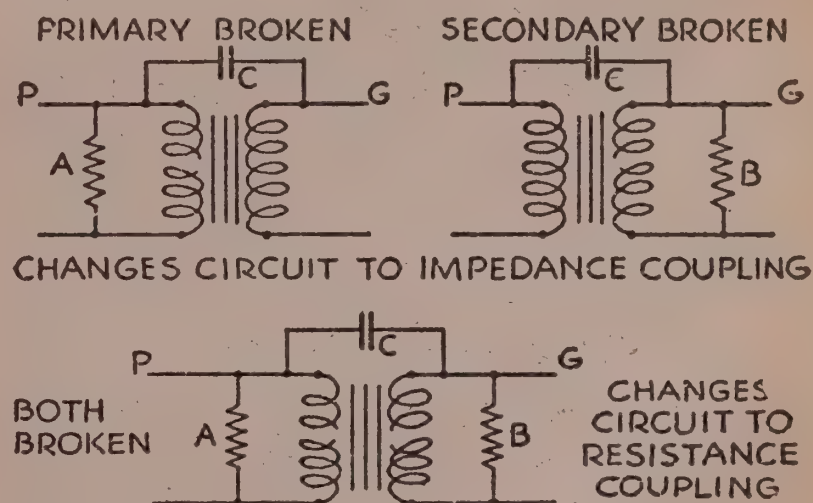 PRIMARY BROKEN
SECONDARY BROKEN
C
C
P
G
P
G
A
B
CHANGES CIRCUIT TO IMPEDANCE COUPLING
C
P
G
BOTH
BROKEN
A
B
CHANGES
CIRCUIT TO
RESISTANCE
COUPLING